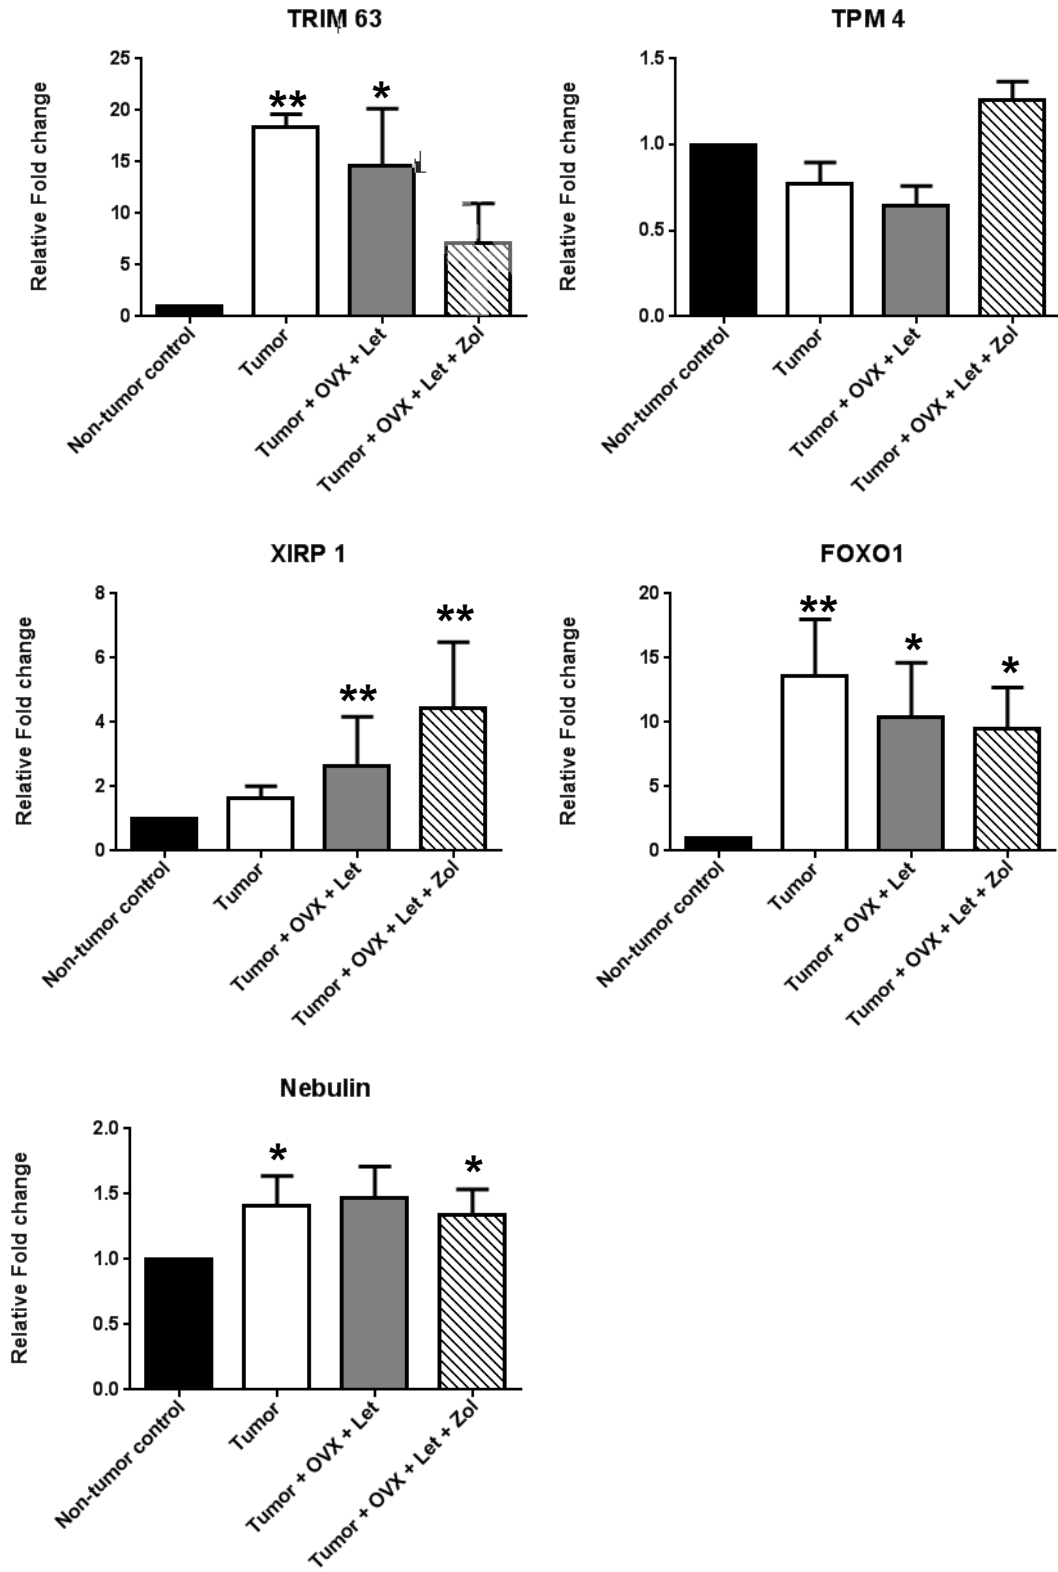 TRIM 63
Relative Fold change
25
20
15
10
5
0
** *
Non-tumor control
Tumor
Tumor + OVX + Let
Tumor + OVX + Let + Zol
TPM 4
Relative Fold change
1.5
1.0
0.5
0.0
Non-tumor control
Tumor
Tumor + OVX + Let
Tumor + OVX + Let + Zol
XIRP 1
Relative Fold change
8
6
4
2
0
** **
Non-tumor control
Tumor
Tumor + OVX + Let
Tumor + OVX + Let + Zol
FOXO1
Relative Fold change
20
15
10
5
0
** * *
Non-tumor control
Tumor
Tumor + OVX + Let
Tumor + OVX + Let + Zol
Nebulin
Relative Fold change
2.0
1.5
1.0
0.5
0.0
* *
Non-tumor control
Tumor
Tumor + OVX + Let
Tumor + OVX + Let + Zol